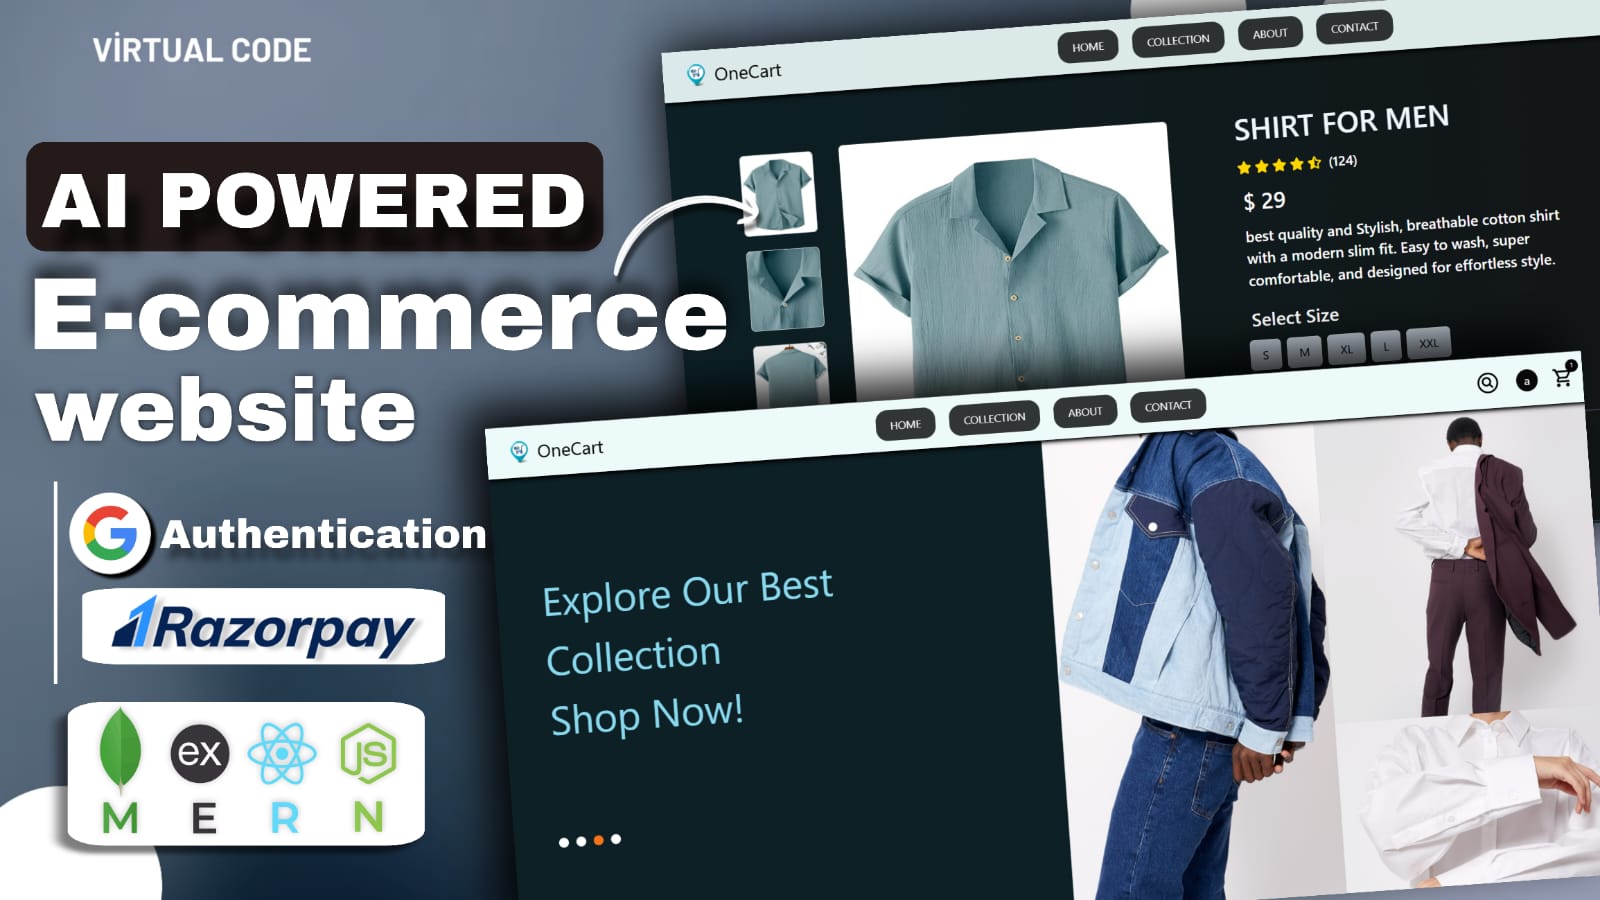 VİRTUAL CODE
AI POWERED
E-commerce
website
G Authentication
Razorpay
ex
JS
M E R N
OneCart
HOME
COLLECTION
ABOUT
CONTACT
SHIRT FOR MEN
(124)
$ 29
best quality and Stylish, breathable cotton shirt
with a modern slim fit. Easy to wash, super
comfortable, and designed for effortless style.
Select Size
S
M
XL
L
XXL
OneCart
HOME
COLLECTION
ABOUT
CONTACT
a
1
Explore Our Best
Collection
Shop Now!